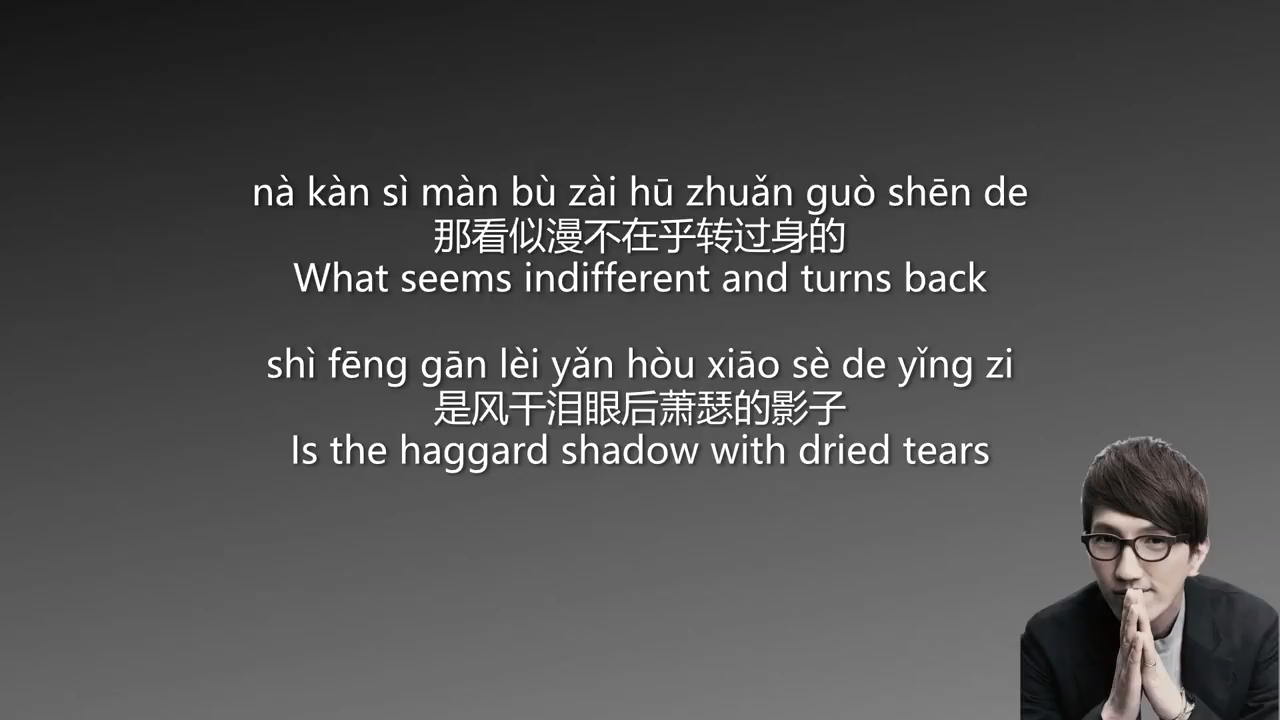 nà kàn sì màn bù zài hū zhuǎn guò shēn de
那看似漫不在乎转过身的
What seems indifferent and turns back
shì fēng gān lèi yǎn hòu xiāo sè de yǐng zi
是风干泪眼后萧瑟的影子
Is the haggard shadow with dried tears